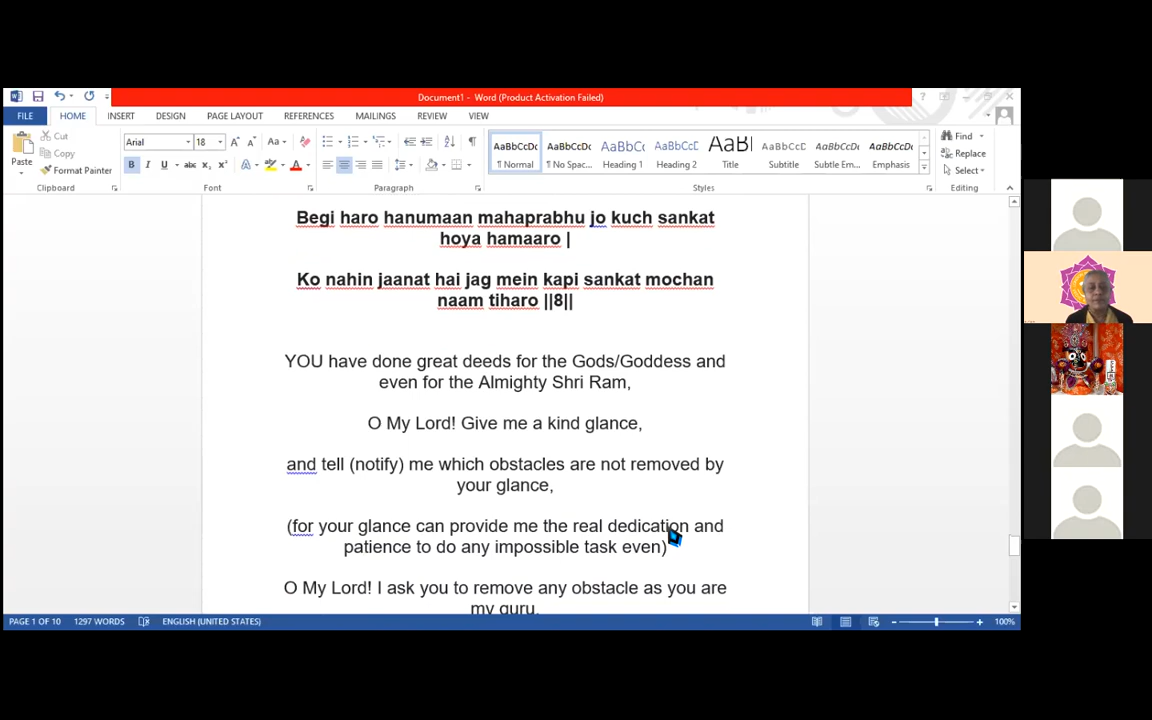 Document1 - Word (Product Activation Failed)
FILE HOME INSERT DESIGN PAGE LAYOUT REFERENCES MAILINGS REVIEW VIEW
Paste
Cut
Copy
Format Painter
Clipboard
Arial 18
Font
Paragraph
AaBbCcDc AaBbCcDc AaBbCc AaBbCcD AaBl AaBbCcD AaBbCcDc AaBbCcDc
¶ Normal ¶ No Spac... Heading 1 Heading 2 Title Subtitle Subtle Em... Emphasis
Styles
Find
Replace
Select
Editing
Begi haro hanumaan mahaprabhu jo kuch sankat
hoya hamaaro |
Ko nahin jaanat hai jag mein kapi sankat mochan
naam tiharo ||8||
YOU have done great deeds for the Gods/Goddess and
even for the Almighty Shri Ram,
O My Lord! Give me a kind glance,
and tell (notify) me which obstacles are not removed by
your glance,
(for your glance can provide me the real dedication and
patience to do any impossible task even)
O My Lord! I ask you to remove any obstacle as you are
my guru,
PAGE 1 OF 10 1297 WORDS ENGLISH (UNITED STATES) 100%